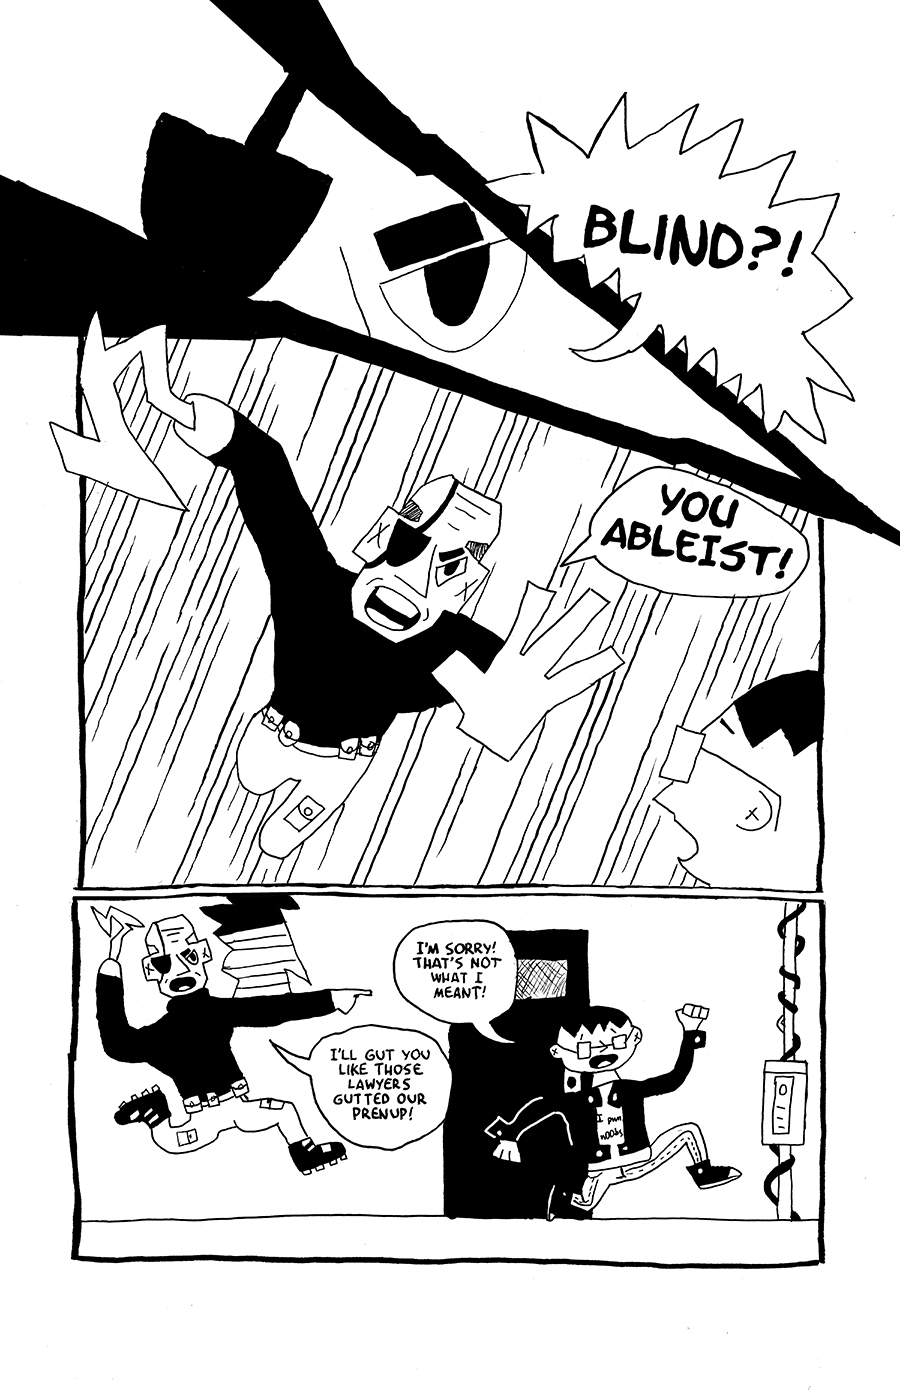 BLIND?!
YOU
ABLEIST!
I'M SORRY!
THAT'S NOT
WHAT I
MEANT!
I'LL GUT YOU
LIKE THOSE
LAWYERS
GUTTED OUR
PRENUP!
I pwn
n00bs